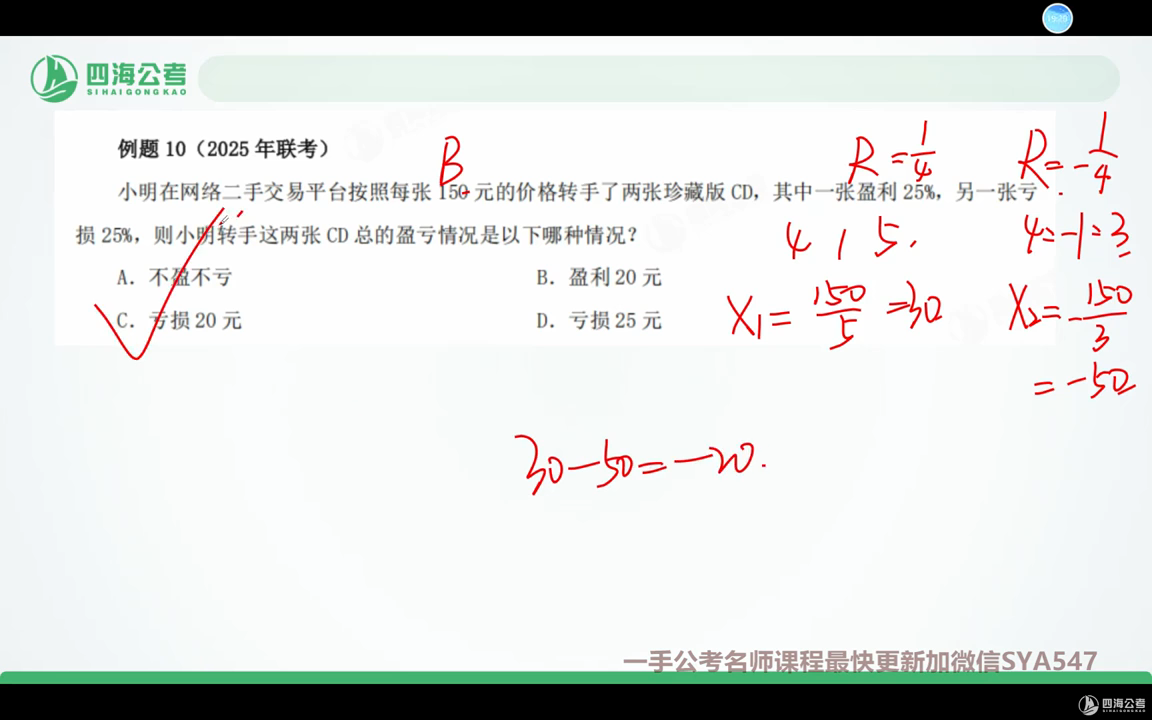 19:26
四海公考
SIHAIGONGKAO
例题 10（2025 年联考）
B
小明在网络二手交易平台按照每张 150 元的价格转手了两张珍藏版 CD，其中一张盈利 25%，另一张亏
损 25%，则小明转手这两张 CD 总的盈亏情况是以下哪种情况？
A．不盈不亏
B．盈利 20 元
C．亏损 20 元
D．亏损 25 元
R = 1/4
4 1 5.
X₁ = 150/5 = 30
R = -1/4
4=-1=3
X₂ = -150/3
= -50
30-50=-20.
一手公考名师课程最快更新加微信SYA547
四海公考